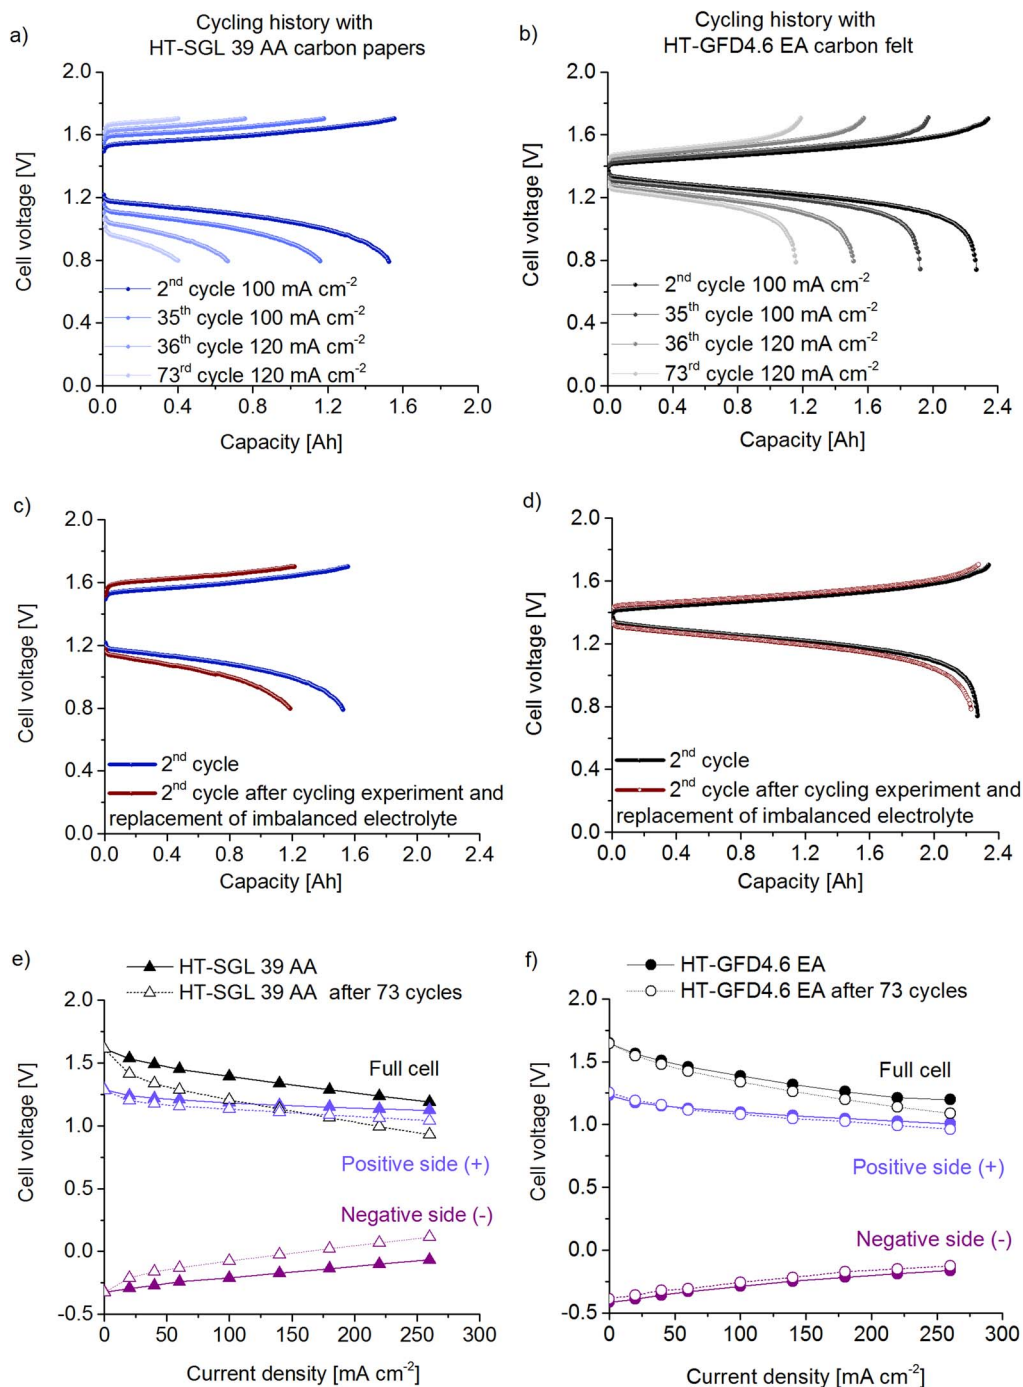 a)
Cycling history with
HT-SGL 39 AA carbon papers
2.0
1.6
1.2
0.8
0.4
0.0
Cell voltage [V]
2nd cycle 100 mA cm-2
35th cycle 100 mA cm-2
36th cycle 120 mA cm-2
73rd cycle 120 mA cm-2
0.0 0.4 0.8 1.2 1.6 2.0
Capacity [Ah]
b)
Cycling history with
HT-GFD4.6 EA carbon felt
2.0
1.6
1.2
0.8
0.4
0.0
Cell voltage [V]
2nd cycle 100 mA cm-2
35th cycle 100 mA cm-2
36th cycle 120 mA cm-2
73rd cycle 120 mA cm-2
0.0 0.4 0.8 1.2 1.6 2.0 2.4
Capacity [Ah]
c)
2.0
1.6
1.2
0.8
0.4
0.0
Cell voltage [V]
2nd cycle
2nd cycle after cycling experiment and
replacement of imbalanced electrolyte
0.0 0.4 0.8 1.2 1.6 2.0 2.4
Capacity [Ah]
d)
2.0
1.6
1.2
0.8
0.4
0.0
Cell voltage [V]
2nd cycle
2nd cycle after cycling experiment and
replacement of imbalanced electrolyte
0.0 0.4 0.8 1.2 1.6 2.0 2.4
Capacity [Ah]
e)
HT-SGL 39 AA
HT-SGL 39 AA after 73 cycles
2.0
1.5
1.0
0.5
0.0
-0.5
Cell voltage [V]
Full cell
Positive side (+)
Negative side (-)
0 50 100 150 200 250 300
Current density [mA cm-2]
f)
HT-GFD4.6 EA
HT-GFD4.6 EA after 73 cycles
2.0
1.5
1.0
0.5
0.0
-0.5
Cell voltage [V]
Full cell
Positive side (+)
Negative side (-)
0 50 100 150 200 250 300
Current density [mA cm-2]